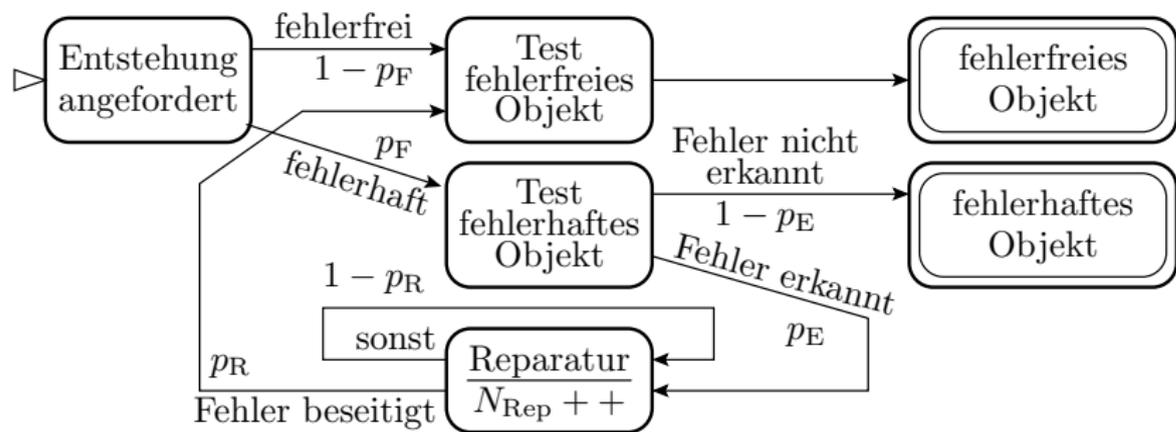 Entstehung
angefordert
fehlerfrei
1 − p_F
Test
fehlerfreies
Objekt
fehlerfreies
Objekt
p_F
fehlerhaft
Test
fehlerhaftes
Objekt
Fehler nicht
erkannt
1 − p_E
fehlerhaftes
Objekt
Fehler erkannt
p_E
1 − p_R
sonst
Reparatur
N_Rep + +
p_R
Fehler beseitigt